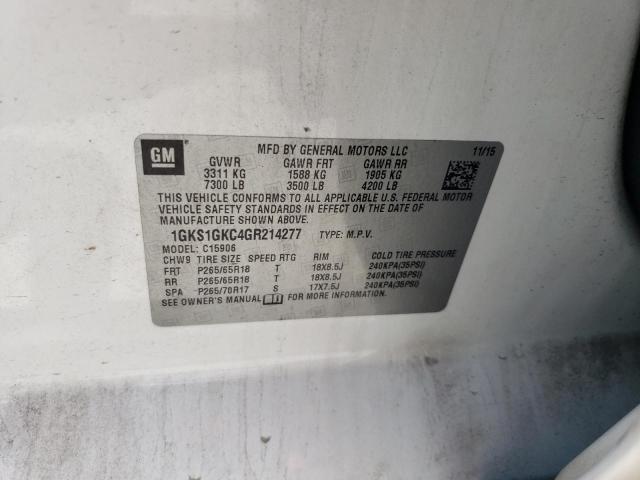 GM
MFD BY GENERAL MOTORS LLC 11/15
GVWR GAWR FRT GAWR RR
3311 KG 1588 KG 1905 KG
7300 LB 3500 LB 4200 LB
THIS VEHICLE CONFORMS TO ALL APPLICABLE U.S. FEDERAL MOTOR
VEHICLE SAFETY STANDARDS IN EFFECT ON THE DATE OF
MANUFACTURE SHOWN ABOVE.
1GKS1GKC4GR214277 TYPE: M.P.V.
MODEL: C15906
CHW9 TIRE SIZE SPEED RTG RIM COLD TIRE PRESSURE
FRT P265/65R18 T 18X8.5J 240KPA(35PSI)
RR P265/65R18 T 18X8.5J 240KPA(35PSI)
SPA P265/70R17 S 17X7.5J 240KPA(35PSI)
SEE OWNER'S MANUAL FOR MORE INFORMATION.